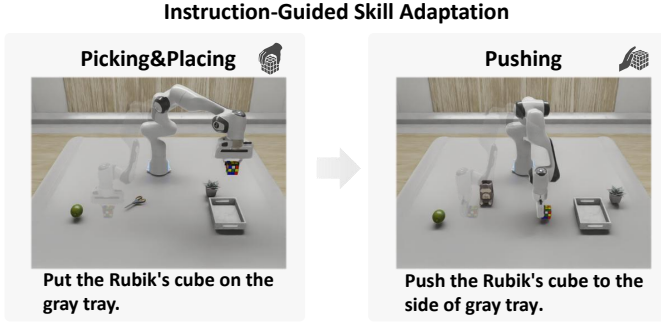 Instruction-Guided Skill Adaptation
Picking&Placing
Pushing
Put the Rubik's cube on the
gray tray.
Push the Rubik's cube to the
side of gray tray.